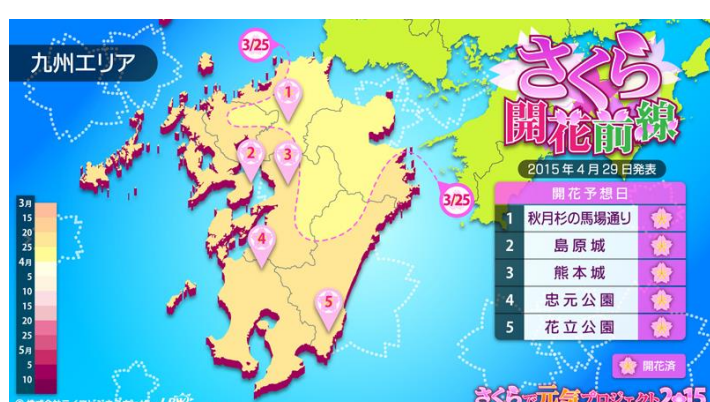 九州エリア
3/25
さくら
開花前線
2015年4月29日発表
開花予想日
1 秋月杉の馬場通り
2 島原城
3 熊本城
4 忠元公園
5 花立公園
開花済
3/25
1
2
3
4
5
3月
15
20
25
4月
5
10
15
20
25
5月
5
10
さくらで元気プロジェクト2015